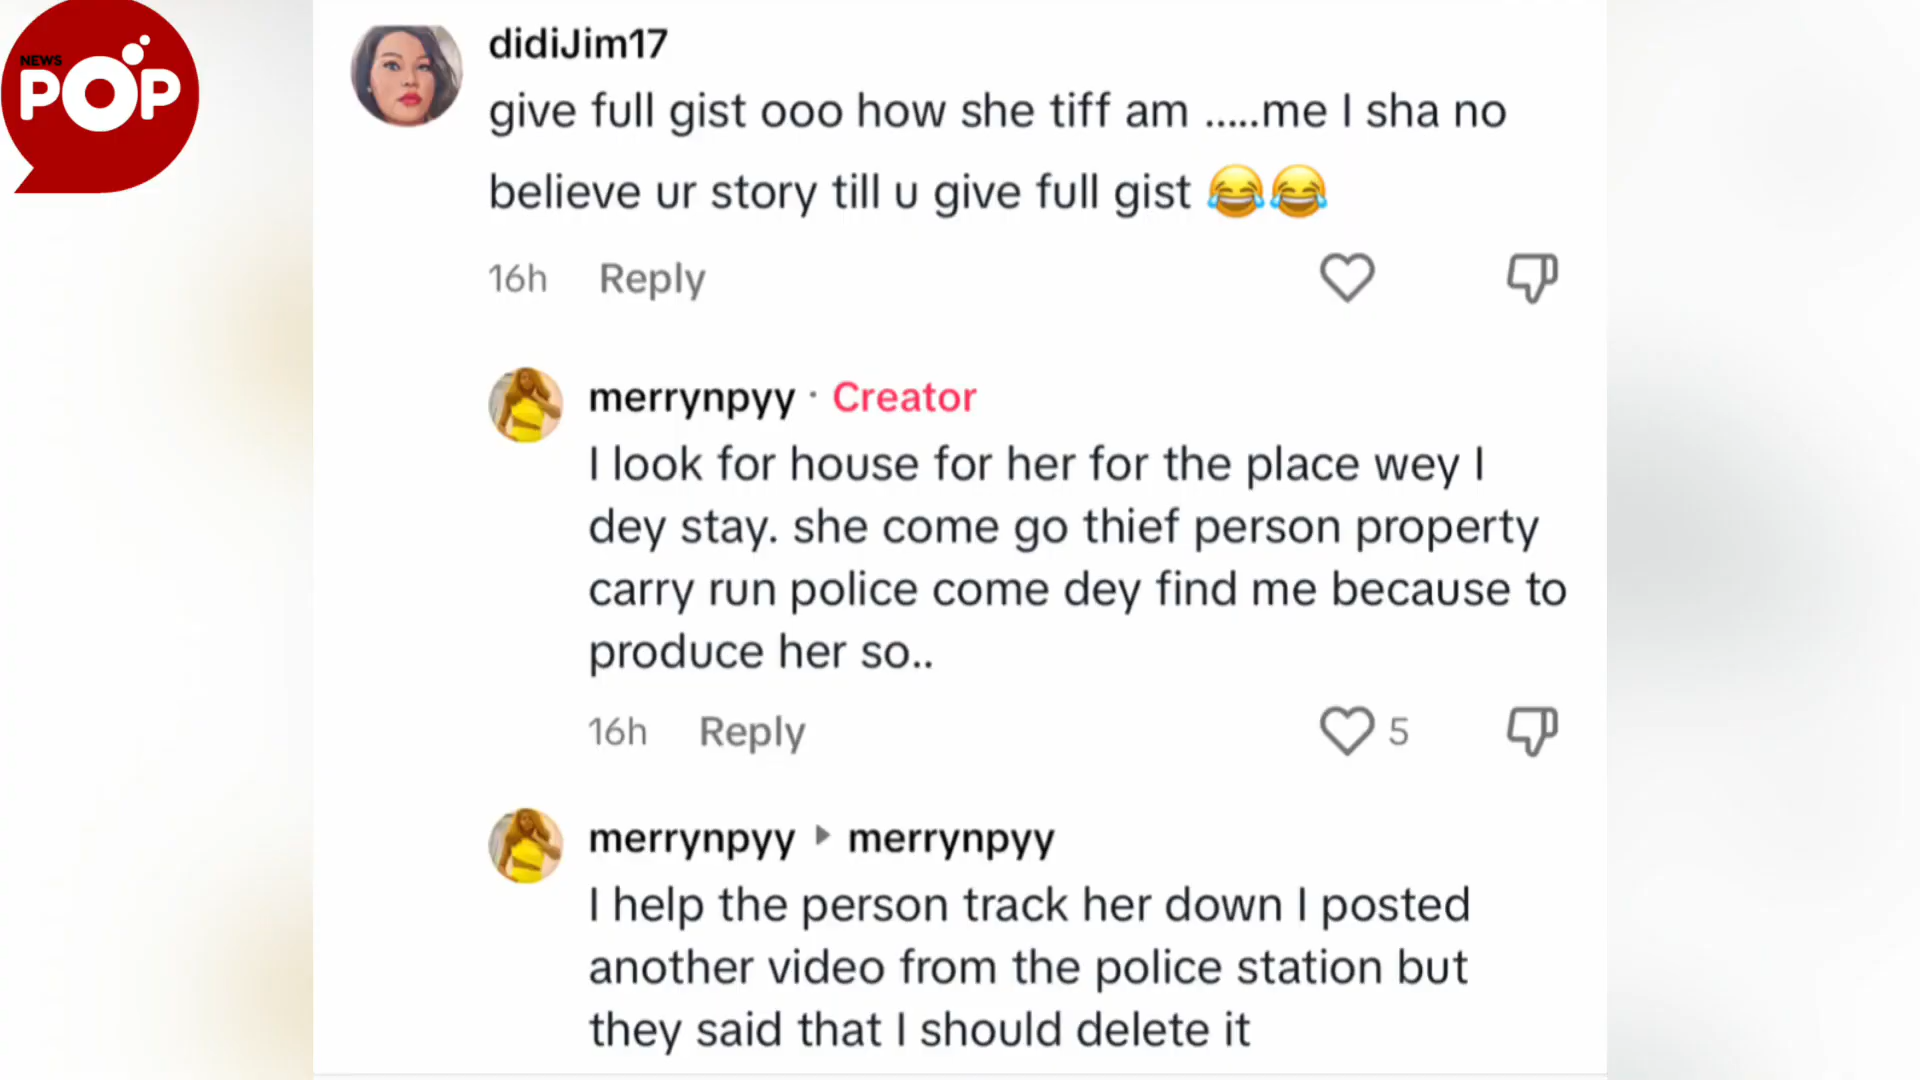 NEWS
POP
didiJim17
give full gist ooo how she tiff am .....me I sha no
believe ur story till u give full gist 😂😂
16h Reply
merrynpyy · Creator
I look for house for her for the place wey I
dey stay. she come go thief person property
carry run police come dey find me because to
produce her so..
16h Reply 5
merrynpyy ▸ merrynpyy
I help the person track her down I posted
another video from the police station but
they said that I should delete it